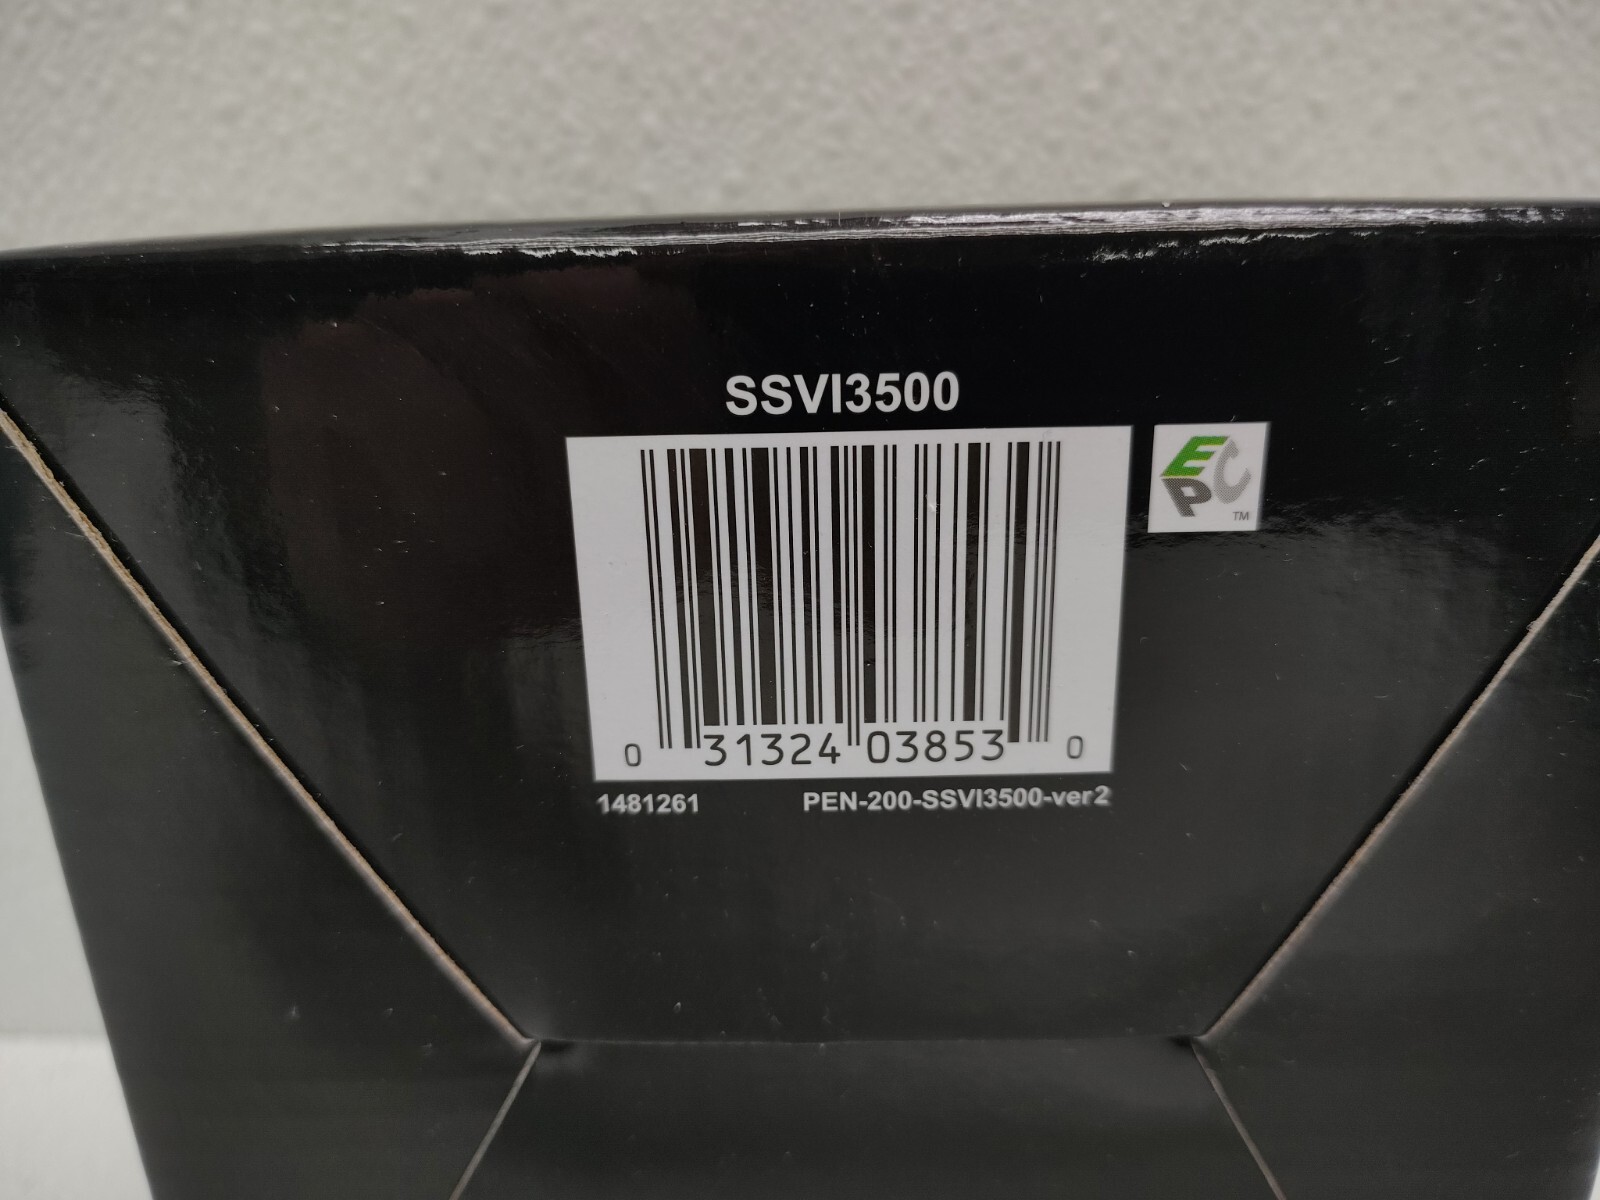 SSVI3500
EPC
TM
0 31324 03853 0
1481261 PEN-200-SSVI3500-ver2